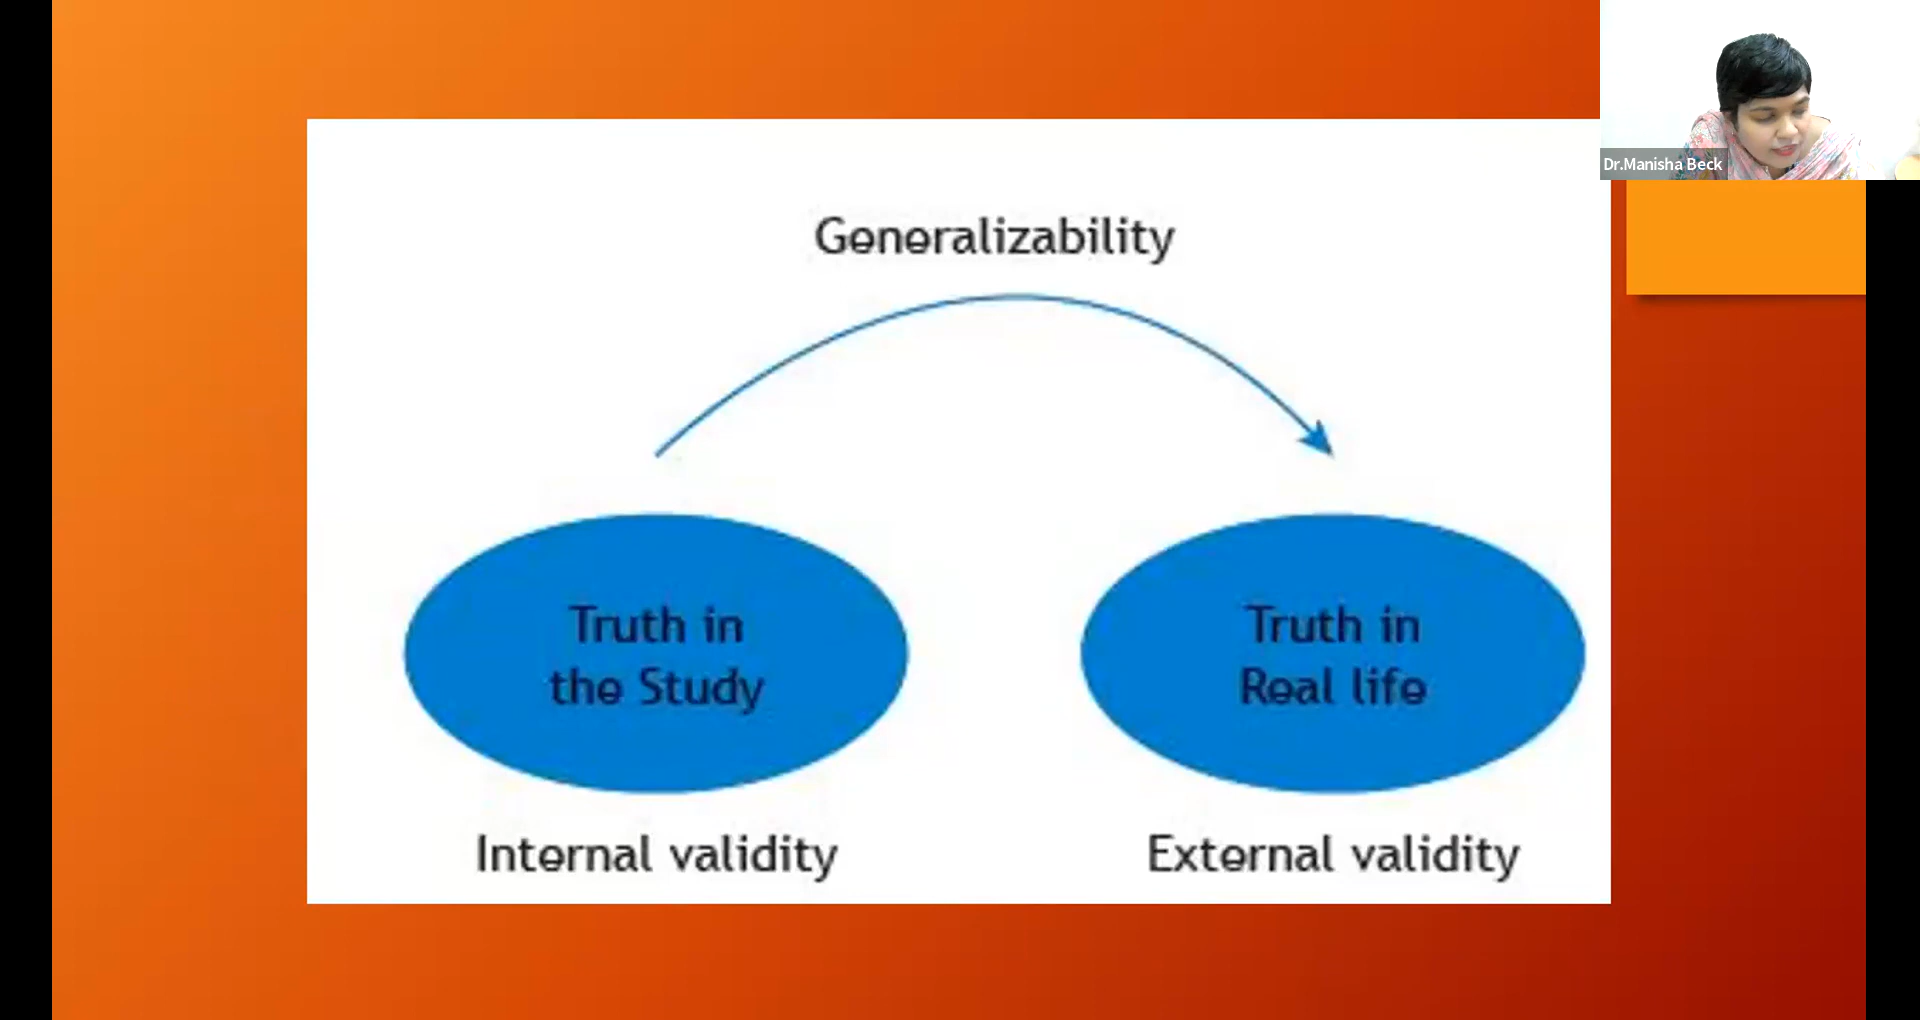 Dr.Manisha Beck
Generalizability
Truth in
the Study
Truth in
Real life
Internal validity
External validity